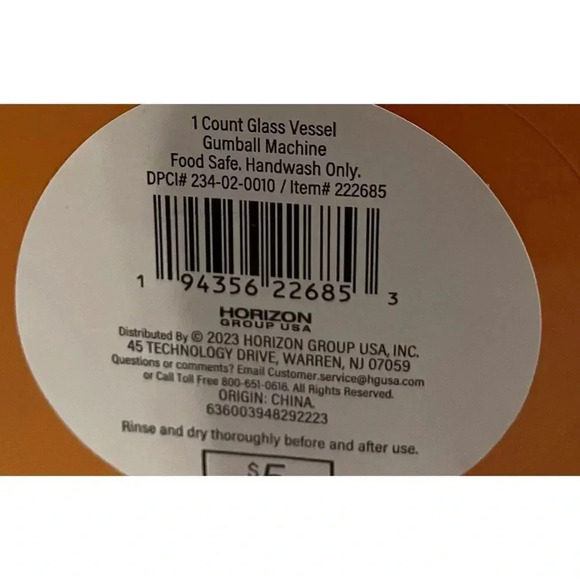 1 Count Glass Vessel
Gumball Machine
Food Safe. Handwash Only.
DPCI# 234-02-0010 / Item# 222685
1 94356 22685 3
HORIZON
GROUP USA
Distributed By © 2023 HORIZON GROUP USA, INC.
45 TECHNOLOGY DRIVE, WARREN, NJ 07059
Questions or comments? Email Customer.service@hgusa.com
or Call Toll Free 800-651-0616. All Rights Reserved.
ORIGIN: CHINA.
636003948292223
Rinse and dry thoroughly before and after use.
$5